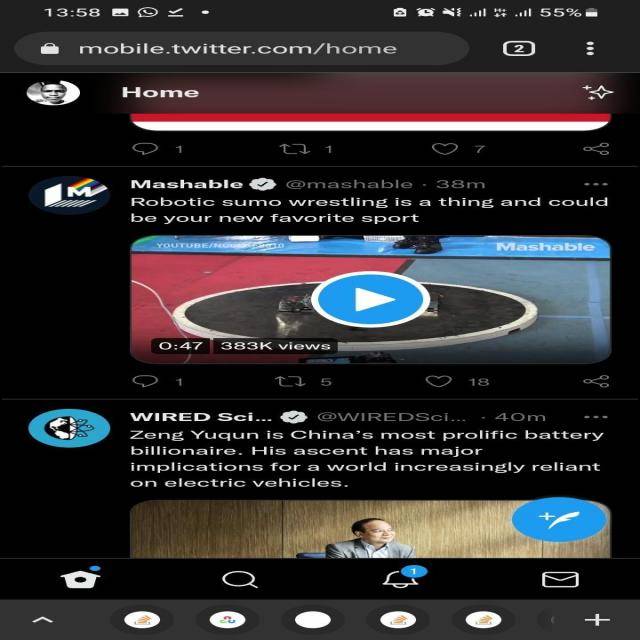 13:58
55%
mobile.twitter.com/home
2
Home
1 1 7
Mashable @mashable · 38m
Robotic sumo wrestling is a thing and could
be your new favorite sport
Mashable
0:47 383K views
1 5 18
WIRED Sci... @WIREDSci... · 40m
Zeng Yuqun is China's most prolific battery
billionaire. His ascent has major
implications for a world increasingly reliant
on electric vehicles.
1